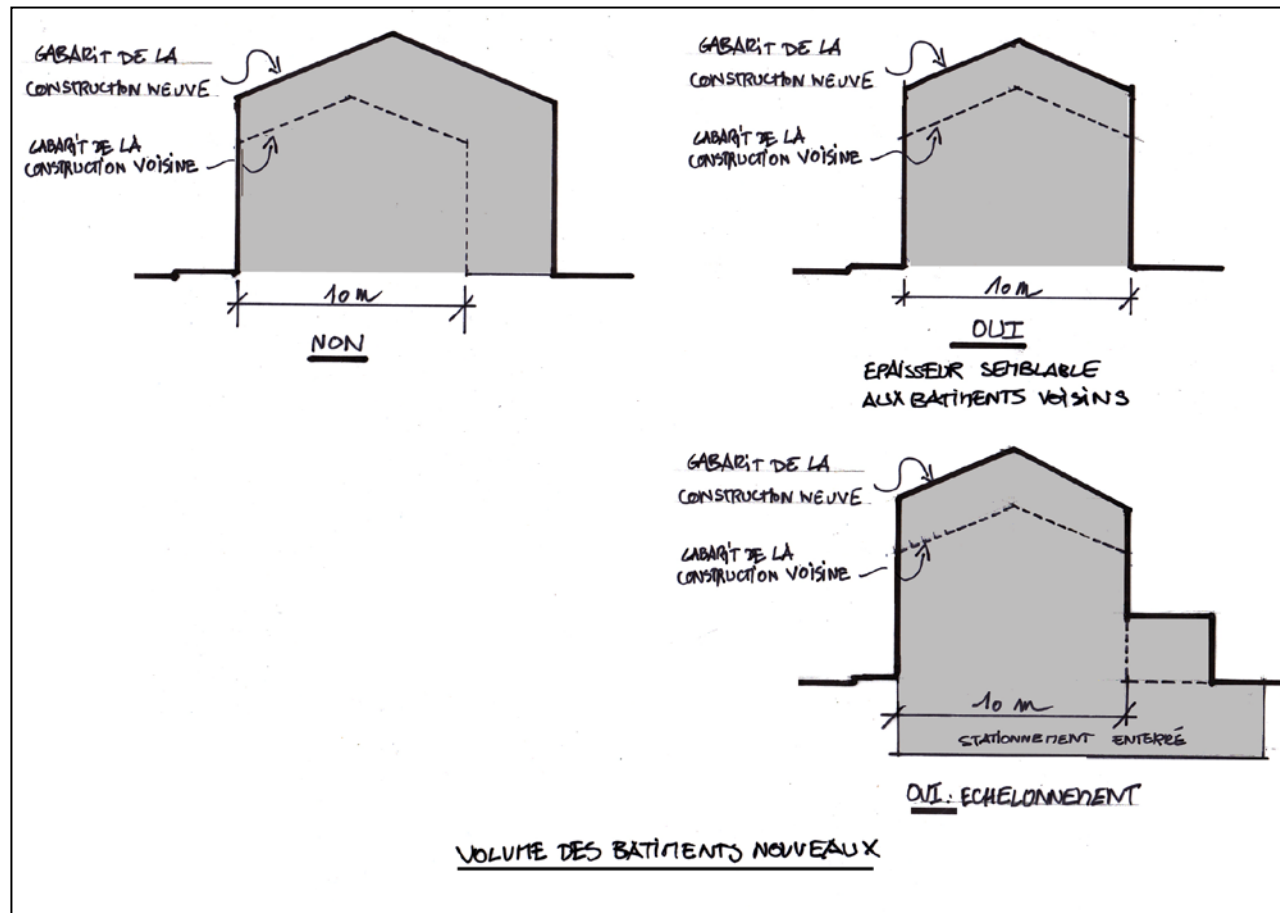 GABARIT DE LA
CONSTRUCTION NEUVE
GABARIT DE LA
CONSTRUCTION VOISINE
10 m
NON
GABARIT DE LA
CONSTRUCTION NEUVE
GABARIT DE LA
CONSTRUCTION VOISINE
10 m
OUI
EPAISSEUR SEMBLABLE
AUX BATIMENTS VOISINS
GABARIT DE LA
CONSTRUCTION NEUVE
GABARIT DE LA
CONSTRUCTION VOISINE
10 m
STATIONNEMENT ENTERRÉ
OUI: ECHELONNEMENT
VOLUME DES BATIMENTS NOUVEAUX